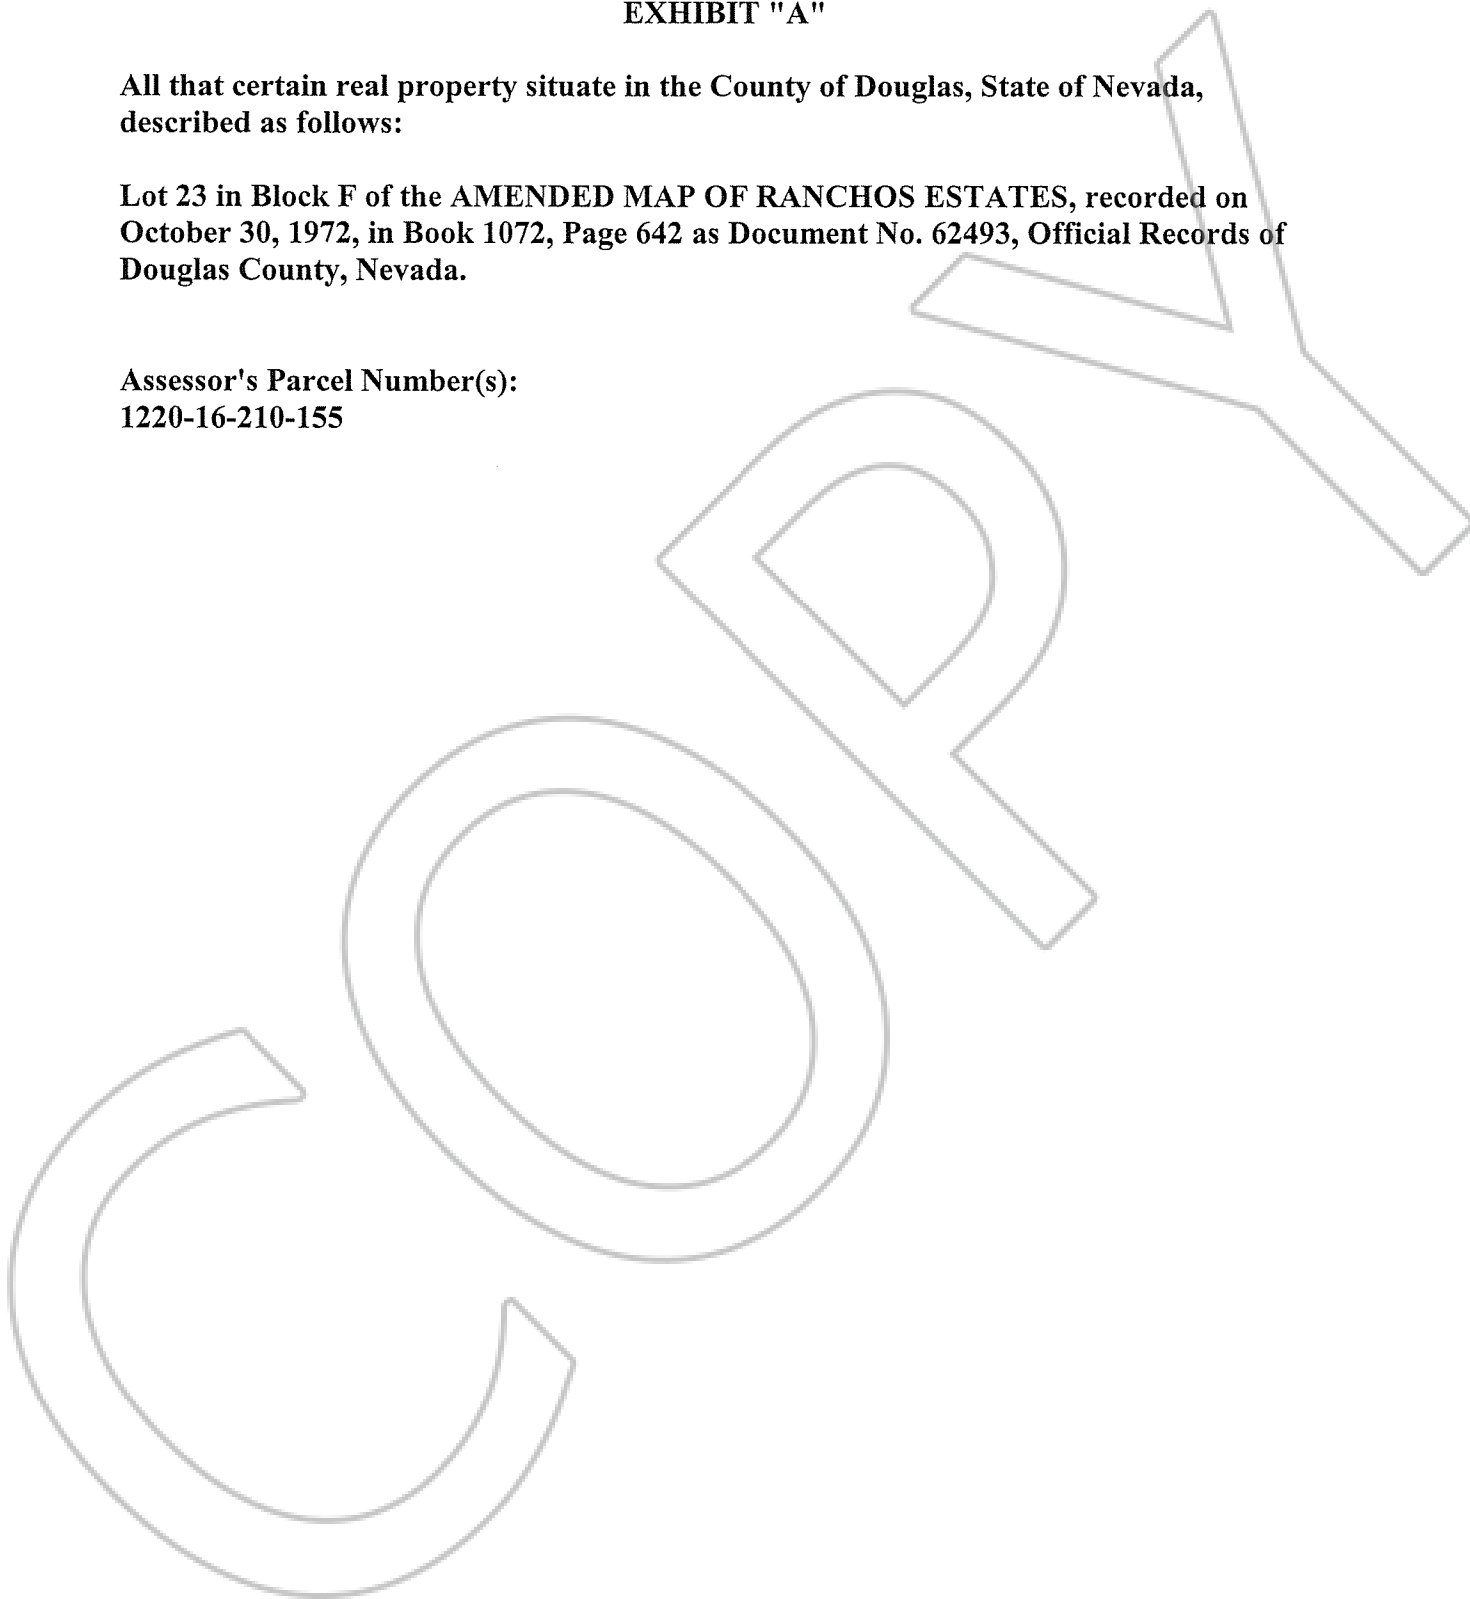 EXHIBIT "A"
All that certain real property situate in the County of Douglas, State of Nevada,
described as follows:
Lot 23 in Block F of the AMENDED MAP OF RANCHOS ESTATES, recorded on
October 30, 1972, in Book 1072, Page 642 as Document No. 62493, Official Records of
Douglas County, Nevada.
Assessor's Parcel Number(s):
1220-16-210-155
COPY